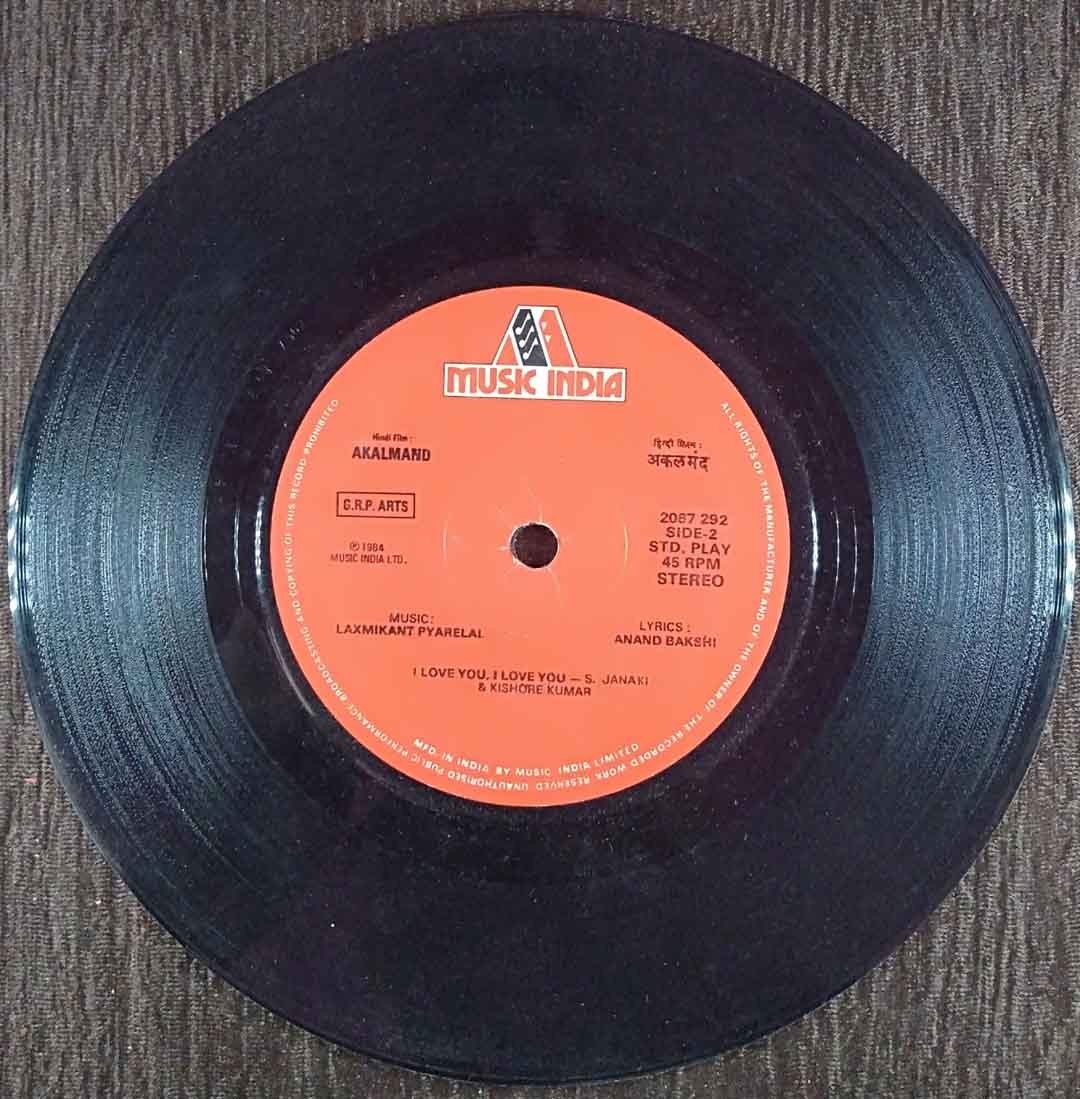 MUSIC INDIA
हिन्दी फिल्म :
AKALMAND
हिन्दी फिल्म :
अकलमंद
G.R.P. ARTS
℗ 1984
MUSIC INDIA LTD.
2067 292
SIDE-2
STD. PLAY
45 RPM
STEREO
MUSIC:
LAXMIKANT PYARELAL
LYRICS :
ANAND BAKSHI
I LOVE YOU, I LOVE YOU — S. JANAKI
& KISHORE KUMAR
MFD. IN INDIA BY MUSIC INDIA LIMITED
ALL RIGHTS OF THE MANUFACTURER AND OF THE OWNER OF THE RECORDED WORK RESERVED. UNAUTHORISED PUBLIC PERFORMANCE BROADCASTING AND COPYING OF THIS RECORD PROHIBITED